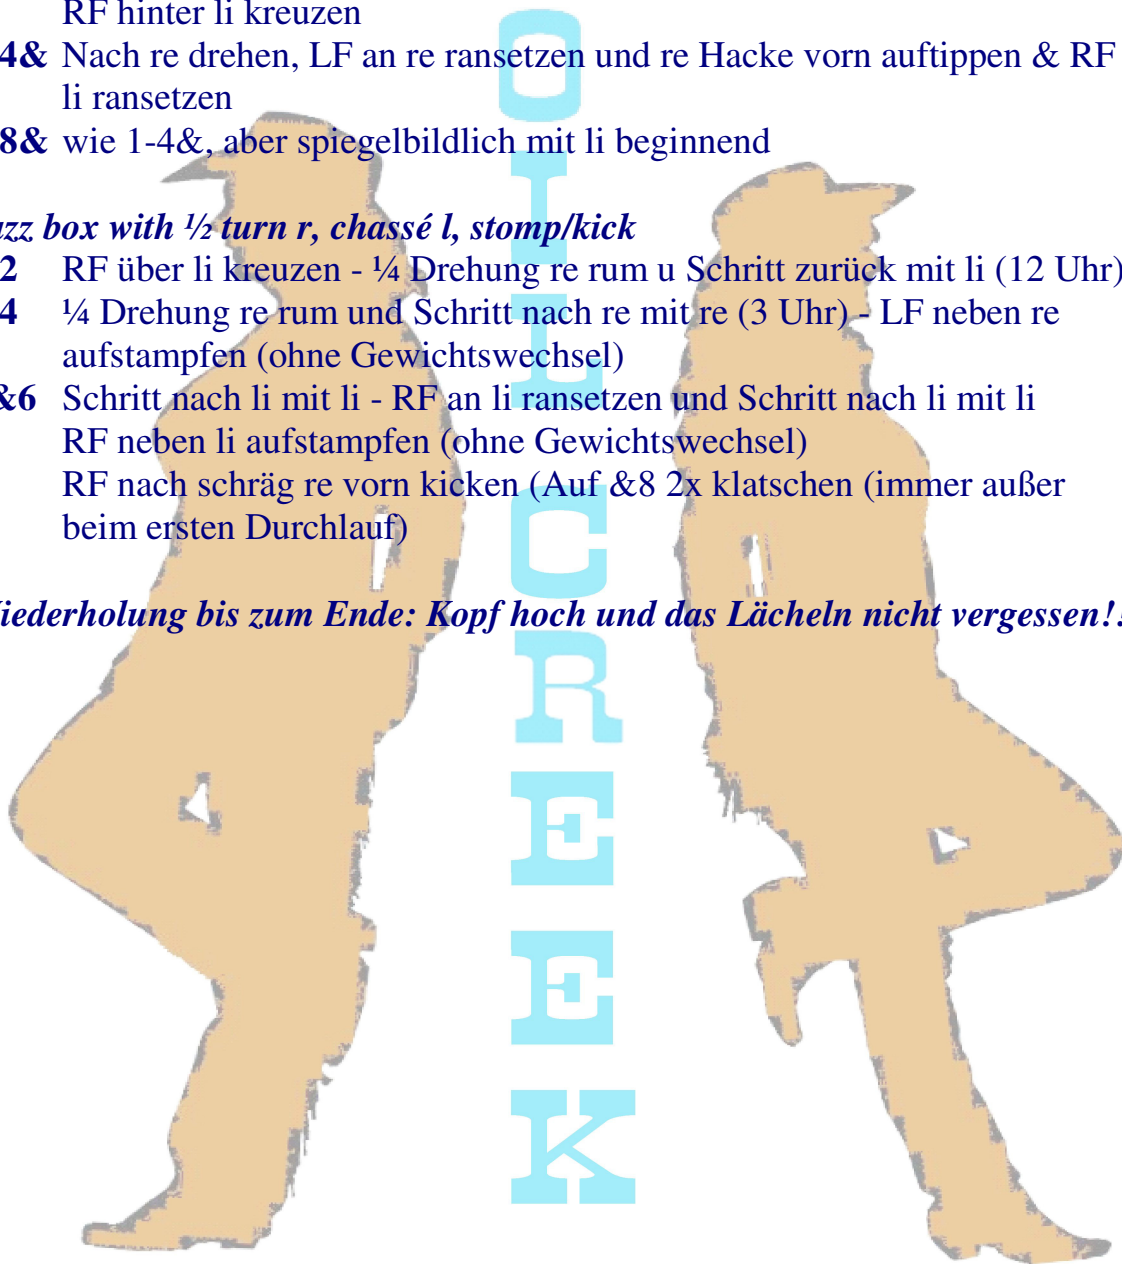 RF hinter li kreuzen
4& Nach re drehen, LF an re ransetzen und re Hacke vorn auftippen & RF
li ransetzen
8& wie 1-4&, aber spiegelbildlich mit li beginnend
azz box with ½ turn r, chassé l, stomp/kick
2 RF über li kreuzen - ¼ Drehung re rum u Schritt zurück mit li (12 Uhr)
4 ¼ Drehung re rum und Schritt nach re mit re (3 Uhr) - LF neben re
aufstampfen (ohne Gewichtswechsel)
&6 Schritt nach li mit li - RF an li ransetzen und Schritt nach li mit li
RF neben li aufstampfen (ohne Gewichtswechsel)
RF nach schräg re vorn kicken (Auf &8 2x klatschen (immer außer
beim ersten Durchlauf)
iederholung bis zum Ende: Kopf hoch und das Lächeln nicht vergessen!!
OIL
CREEK